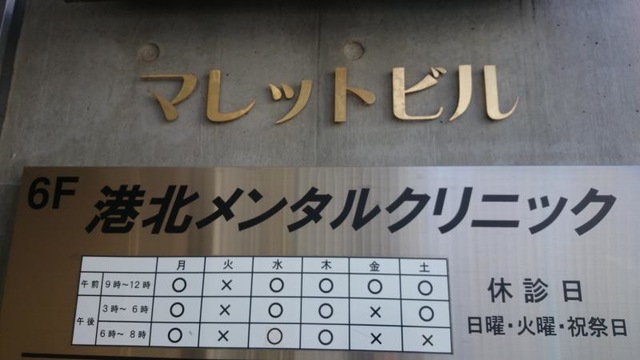 マレットビル
6F 港北メンタルクリニック
月 火 水 木 金 土
午前 9時～12時 ○ × ○ ○ ○ ○
午後 3時～ 6時 ○ × ○ ○ × ○
6時～ 8時 ○ × ○ ○ × ×
休診日
日曜・火曜・祝祭日